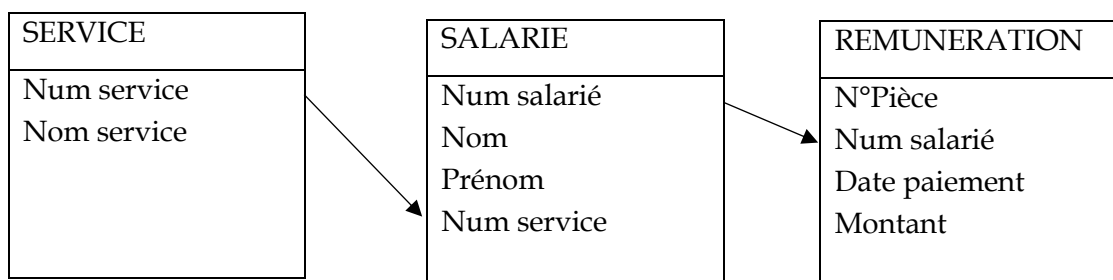 SERVICE
Num service
Nom service
SALARIE
Num salarié
Nom
Prénom
Num service
REMUNERATION
N°Pièce
Num salarié
Date paiement
Montant